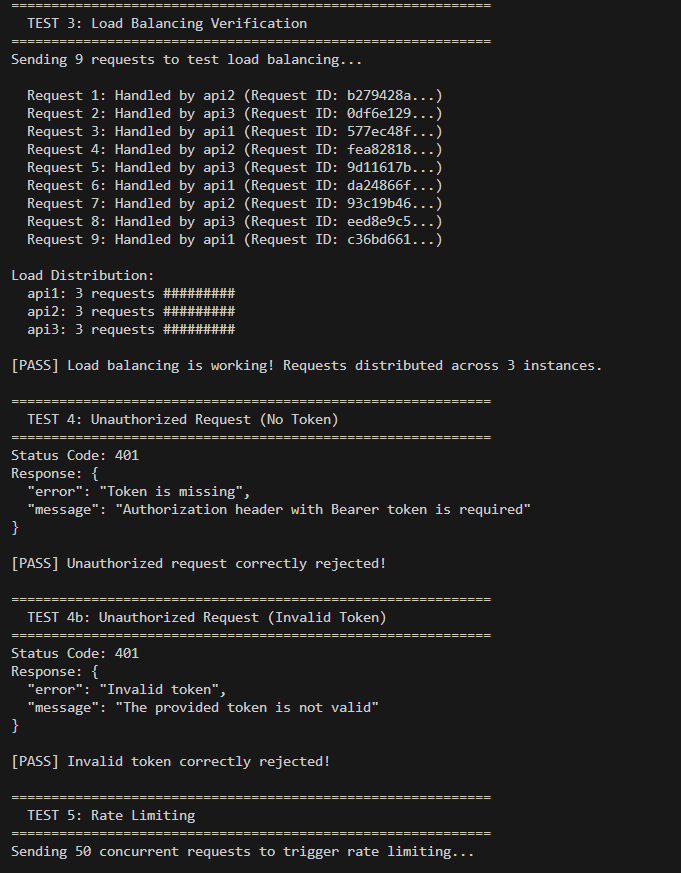 ============================================================
  TEST 3: Load Balancing Verification
============================================================
Sending 9 requests to test load balancing...

  Request 1: Handled by api2 (Request ID: b279428a...)
  Request 2: Handled by api3 (Request ID: 0df6e129...)
  Request 3: Handled by api1 (Request ID: 577ec48f...)
  Request 4: Handled by api2 (Request ID: fea82818...)
  Request 5: Handled by api3 (Request ID: 9d11617b...)
  Request 6: Handled by api1 (Request ID: da24866f...)
  Request 7: Handled by api2 (Request ID: 93c19b46...)
  Request 8: Handled by api3 (Request ID: eed8e9c5...)
  Request 9: Handled by api1 (Request ID: c36bd661...)

Load Distribution:
  api1: 3 requests #########
  api2: 3 requests #########
  api3: 3 requests #########

[PASS] Load balancing is working! Requests distributed across 3 instances.

============================================================
  TEST 4: Unauthorized Request (No Token)
============================================================
Status Code: 401
Response: {
  "error": "Token is missing",
  "message": "Authorization header with Bearer token is required"
}

[PASS] Unauthorized request correctly rejected!

============================================================
  TEST 4b: Unauthorized Request (Invalid Token)
============================================================
Status Code: 401
Response: {
  "error": "Invalid token",
  "message": "The provided token is not valid"
}

[PASS] Invalid token correctly rejected!

============================================================
  TEST 5: Rate Limiting
============================================================
Sending 50 concurrent requests to trigger rate limiting...